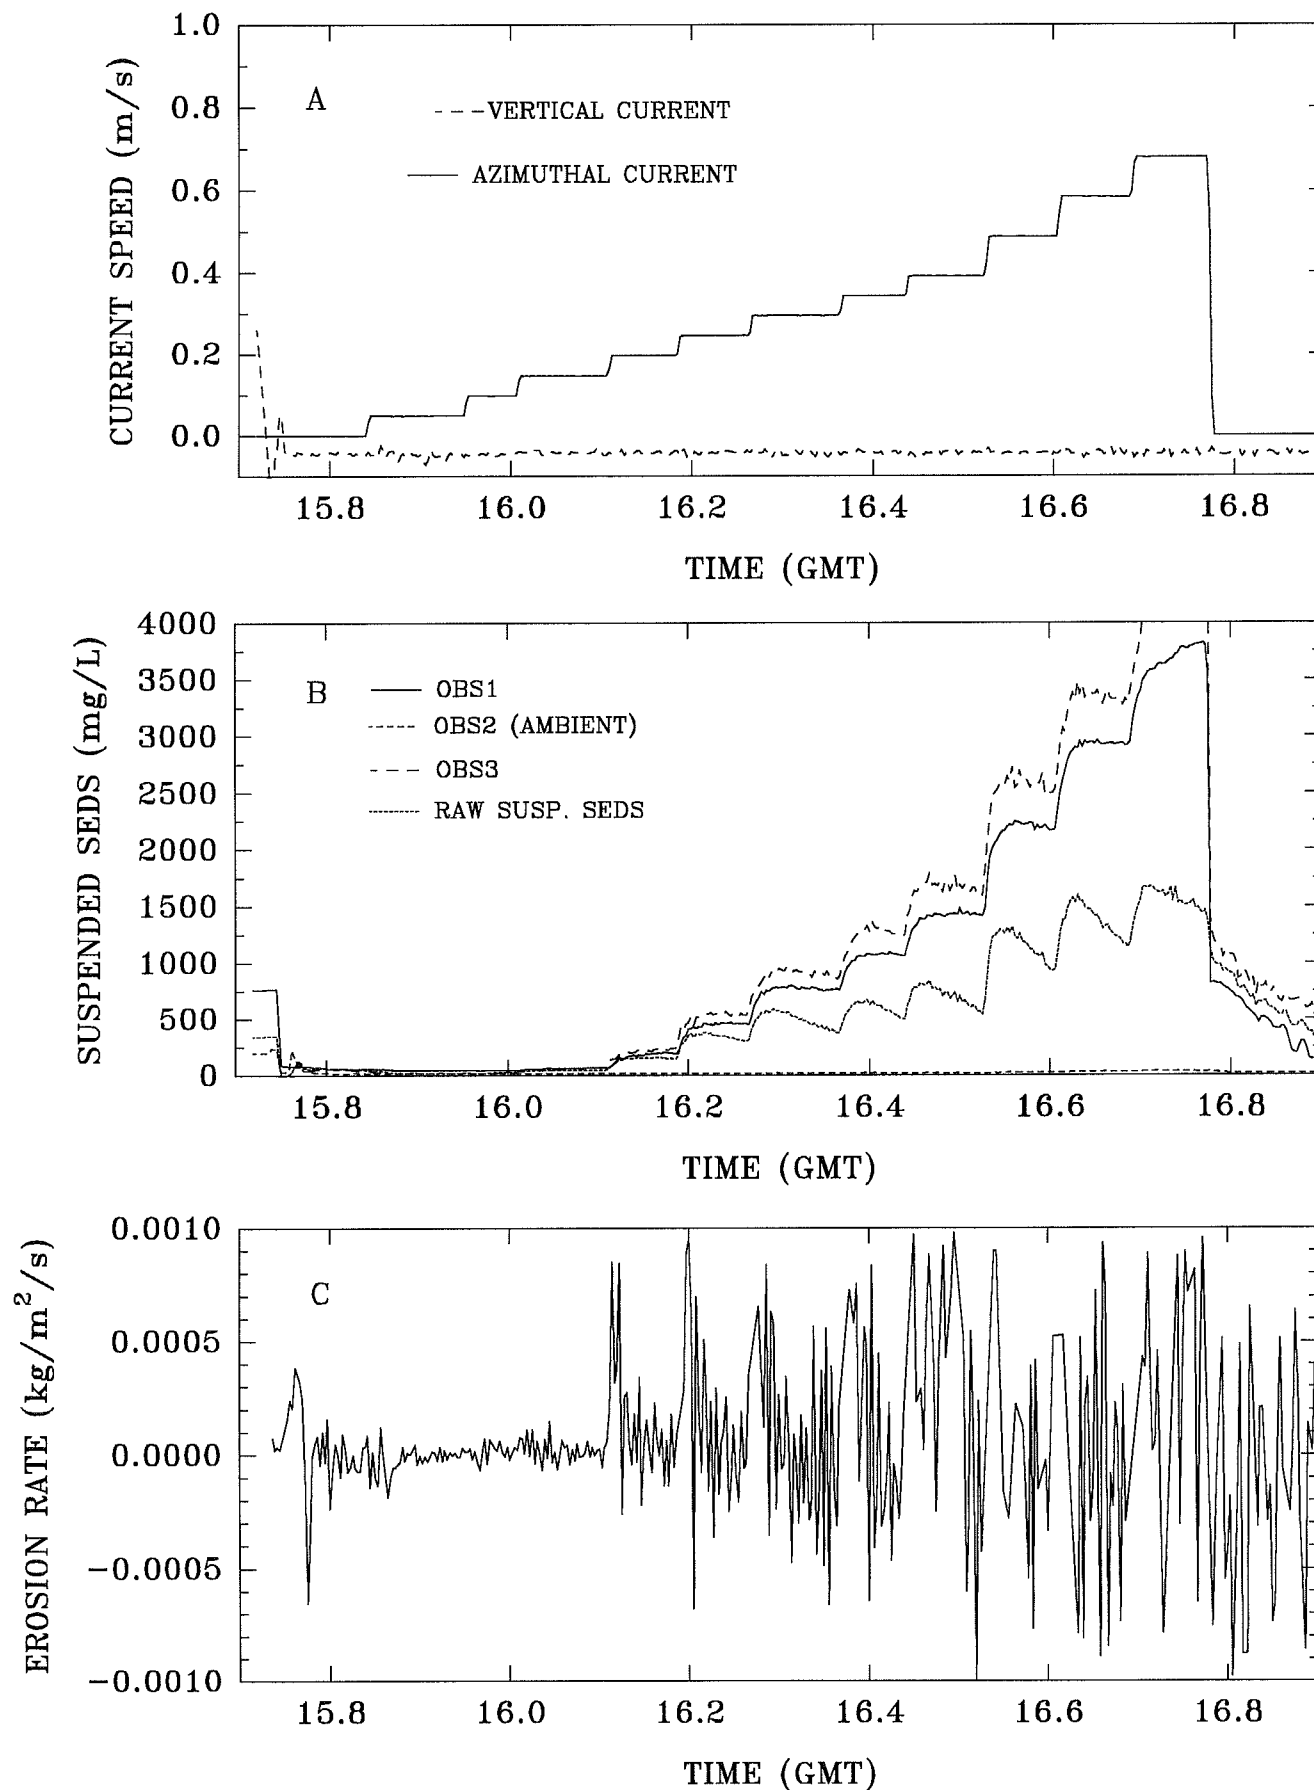 1.0
0.8
0.6
0.4
0.2
0.0
CURRENT SPEED (m/s)
A
VERTICAL CURRENT
AZIMUTHAL CURRENT
15.8 16.0 16.2 16.4 16.6 16.8
TIME (GMT)
4000
3500
3000
2500
2000
1500
1000
500
0
SUSPENDED SEDS (mg/L)
B
OBS1
OBS2 (AMBIENT)
OBS3
RAW SUSP. SEDS
15.8 16.0 16.2 16.4 16.6 16.8
TIME (GMT)
0.0010
0.0005
0.0000
−0.0005
−0.0010
EROSION RATE (kg/m²/s)
C
15.8 16.0 16.2 16.4 16.6 16.8
TIME (GMT)